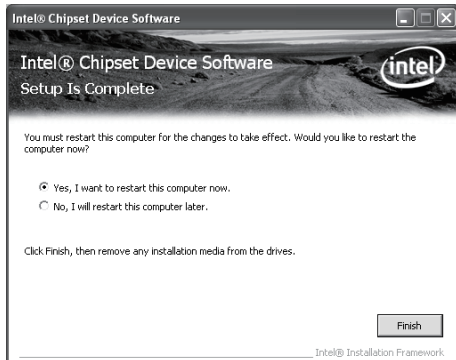 Intel® Chipset Device Software
Intel® Chipset Device Software
Setup Is Complete
intel
You must restart this computer for the changes to take effect. Would you like to restart the
computer now?
Yes, I want to restart this computer now.
No, I will restart this computer later.
Click Finish, then remove any installation media from the drives.
Finish
Intel® Installation Framework